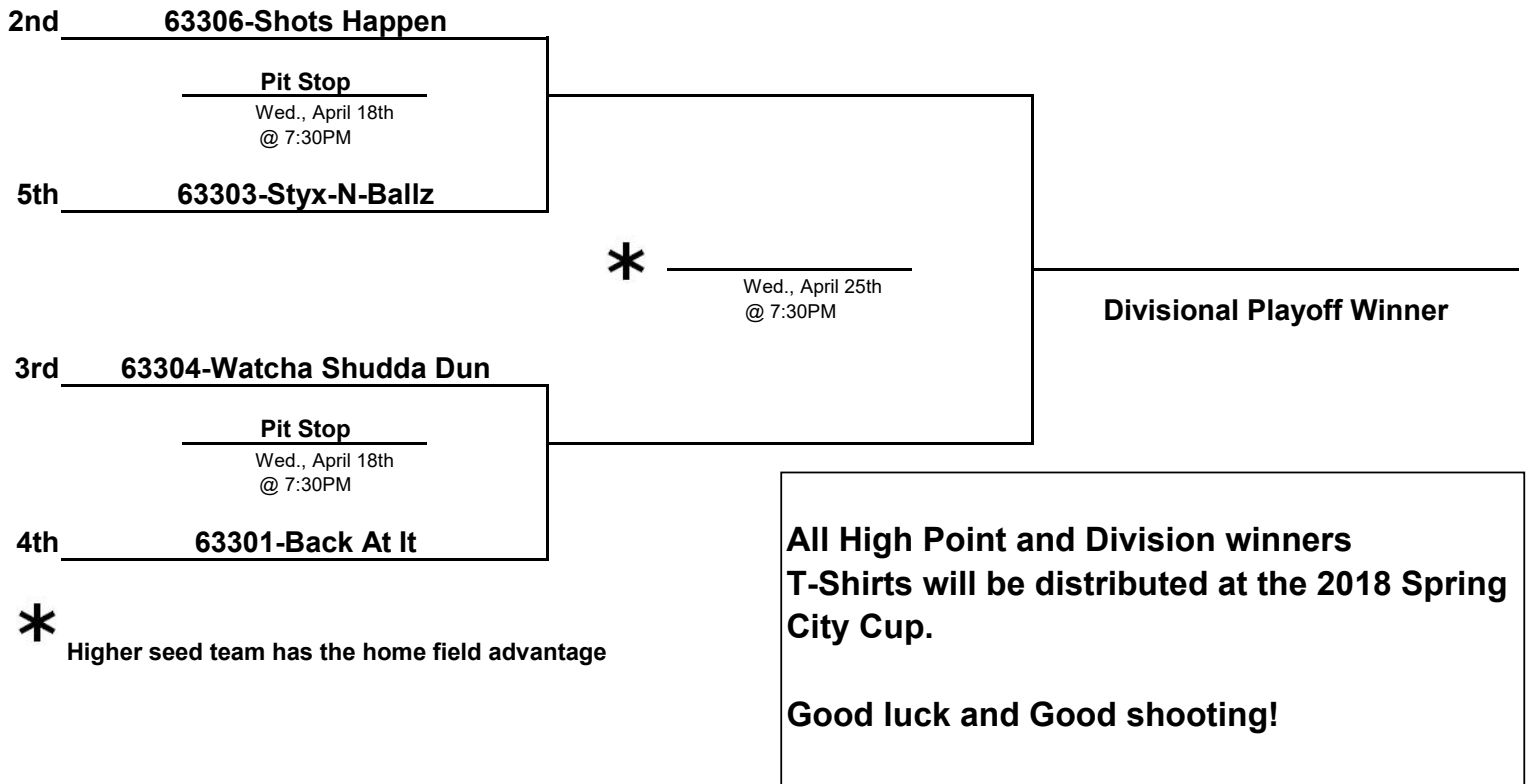 2nd 63306-Shots Happen
Pit Stop
Wed., April 18th
@ 7:30PM
5th 63303-Styx-N-Ballz
* 
Wed., April 25th
@ 7:30PM
Divisional Playoff Winner
3rd 63304-Watcha Shudda Dun
Pit Stop
Wed., April 18th
@ 7:30PM
4th 63301-Back At It
* Higher seed team has the home field advantage
All High Point and Division winners
T-Shirts will be distributed at the 2018 Spring
City Cup.
Good luck and Good shooting!